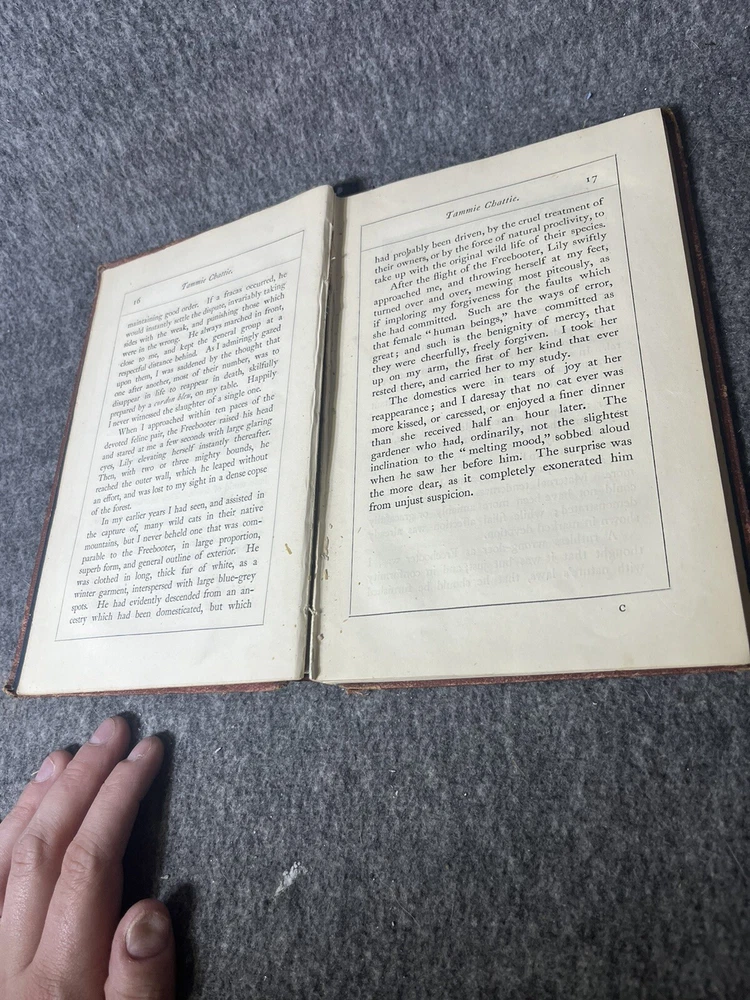 Tammie Chattie.
16
maintaining good order. If a fracas occurred, he
would instantly settle the dispute, invariably taking
sides with the weak, and punishing those which
were in the wrong. He always marched in front,
close to me, and kept the general group at a
respectful distance behind. As I admiringly gazed
upon them, I was saddened by the thought that
one after another, most of their number, was to
disappear in life to reappear in death, skilfully
prepared by a cordon bleu, on my table. Happily
I never witnessed the slaughter of a single one.
When I approached within ten paces of the
devoted feline pair, the Freebooter raised his head
and stared at me a few seconds with large glaring
eyes, Lily elevating herself instantly thereafter.
Then, with two or three mighty bounds, he
reached the outer wall, which he leaped without
an effort, and was lost to my sight in a dense copse
of the forest.
In my earlier years I had seen, and assisted in
the capture of, many wild cats in their native
mountains, but I never beheld one that was com-
parable to the Freebooter, in large proportion,
superb form, and general outline of exterior. He
was clothed in long, thick fur of white, as a
winter garment, interspersed with large blue-grey
spots. He had evidently descended from an an-
cestry which had been domesticated, but which
Tammie Chattie.
17
had probably been driven, by the cruel treatment of
their owners, or by the force of natural proclivity, to
take up with the original wild life of their species.
After the flight of the Freebooter, Lily swiftly
approached me, and throwing herself at my feet,
turned over and over, mewing most piteously, as
if imploring my forgiveness for the faults which
she had committed. Such are the ways of error,
that female "human beings," have committed as
great; and such is the benignity of mercy, that
they were cheerfully, freely forgiven. I took her
up on my arm, the first of her kind that ever
rested there, and carried her to my study.
The domestics were in tears of joy at her
reappearance; and I daresay that no cat ever was
more kissed, or caressed, or enjoyed a finer dinner
than she received half an hour later. The
gardener who had, ordinarily, not the slightest
inclination to the "melting mood," sobbed aloud
when he saw her before him. The surprise was
the more dear, as it completely exonerated him
from unjust suspicion.
C